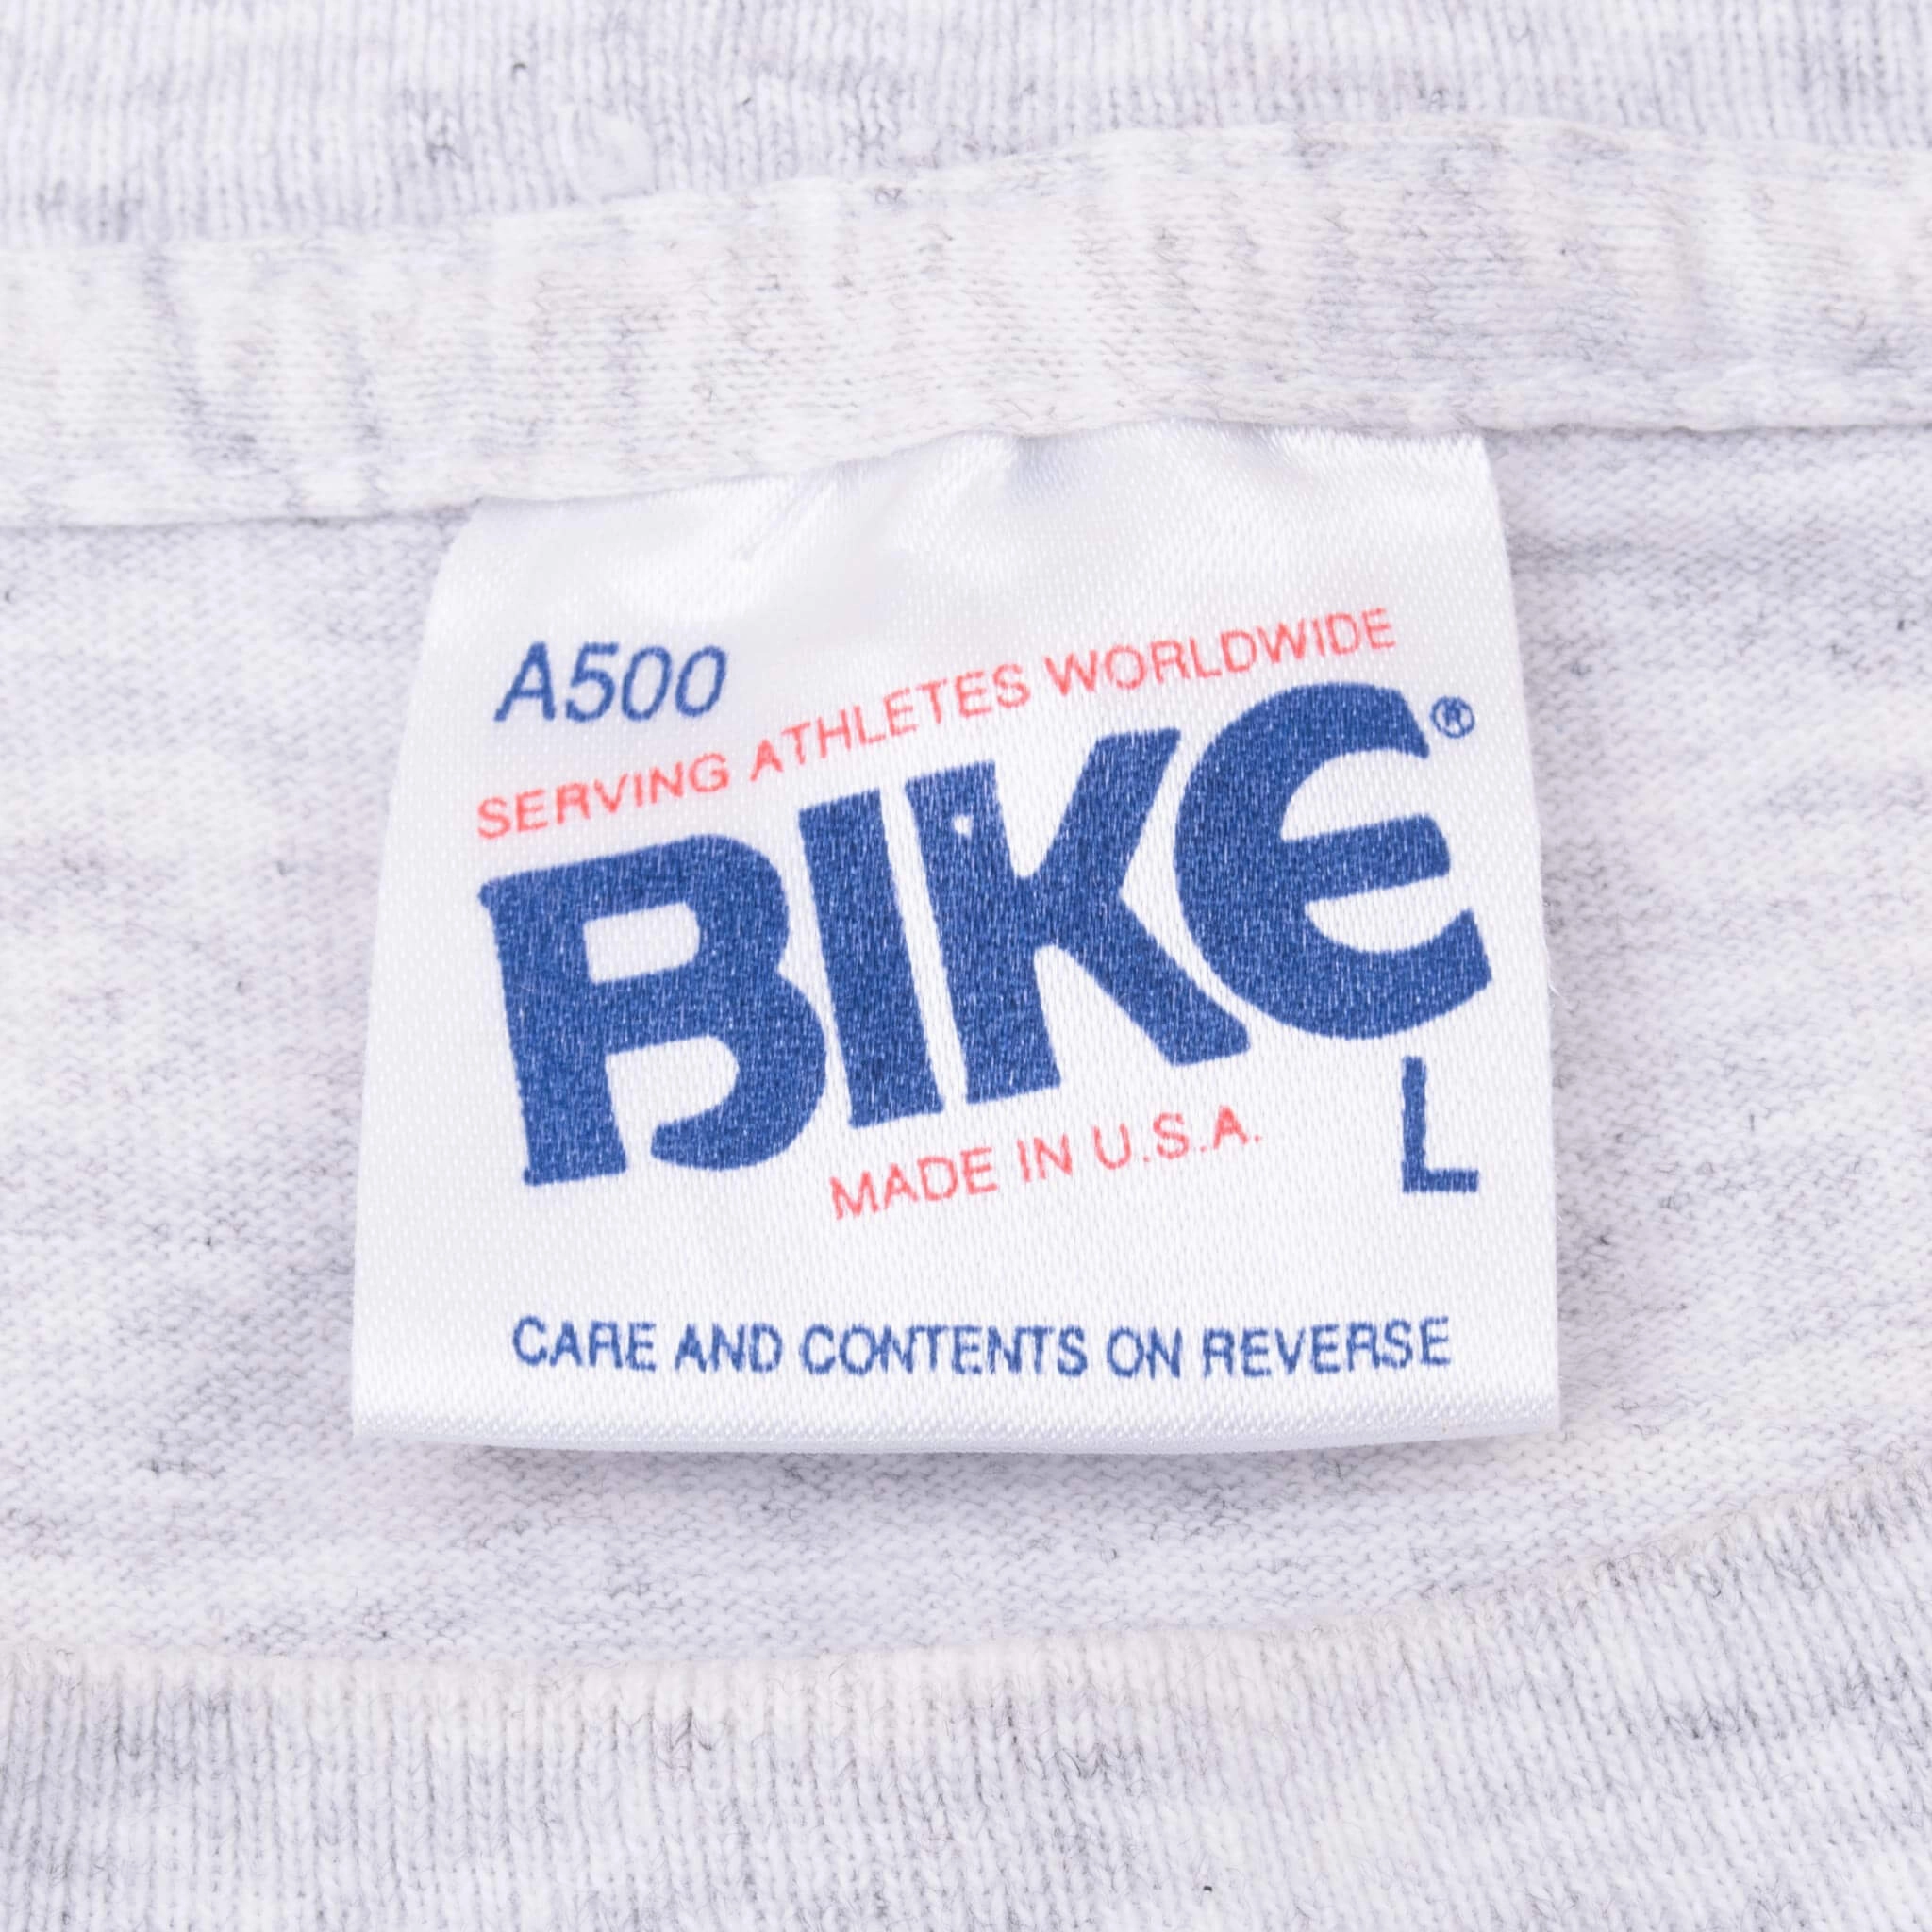 A500
SERVING ATHLETES WORLDWIDE
BIKE®
MADE IN U.S.A.
L
CARE AND CONTENTS ON REVERSE